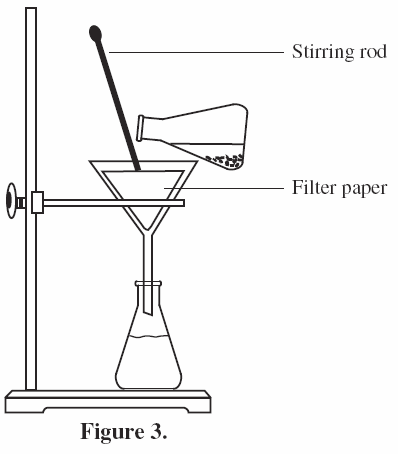 Stirring rod
Filter paper
Figure 3.